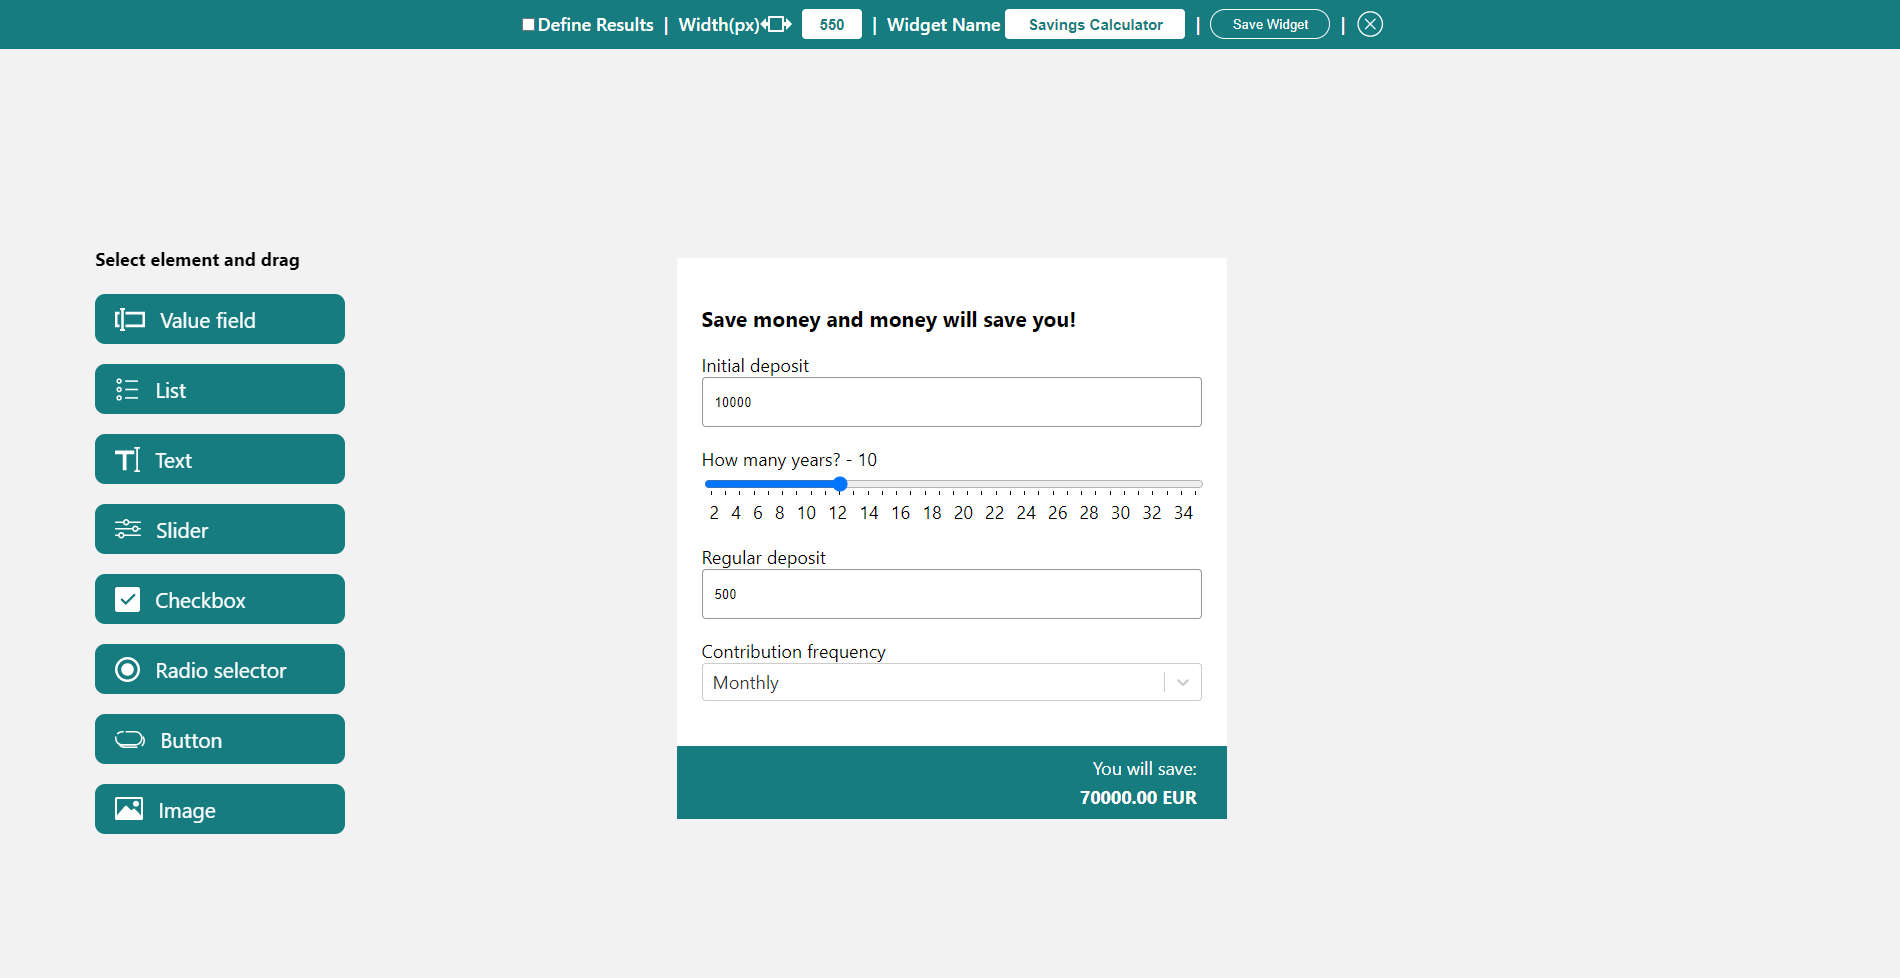 Define Results | Width(px) 550 | Widget Name Savings Calculator | Save Widget |
Select element and drag
Value field
List
Text
Slider
Checkbox
Radio selector
Button
Image
Save money and money will save you!
Initial deposit
10000
How many years? - 10
2 4 6 8 10 12 14 16 18 20 22 24 26 28 30 32 34
Regular deposit
500
Contribution frequency
Monthly
You will save:
70000.00 EUR